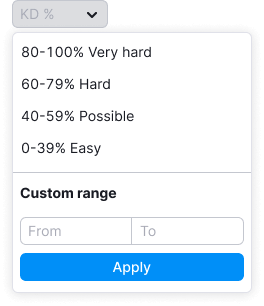 KD %
80-100% Very hard
60-79% Hard
40-59% Possible
0-39% Easy
Custom range
From To
Apply